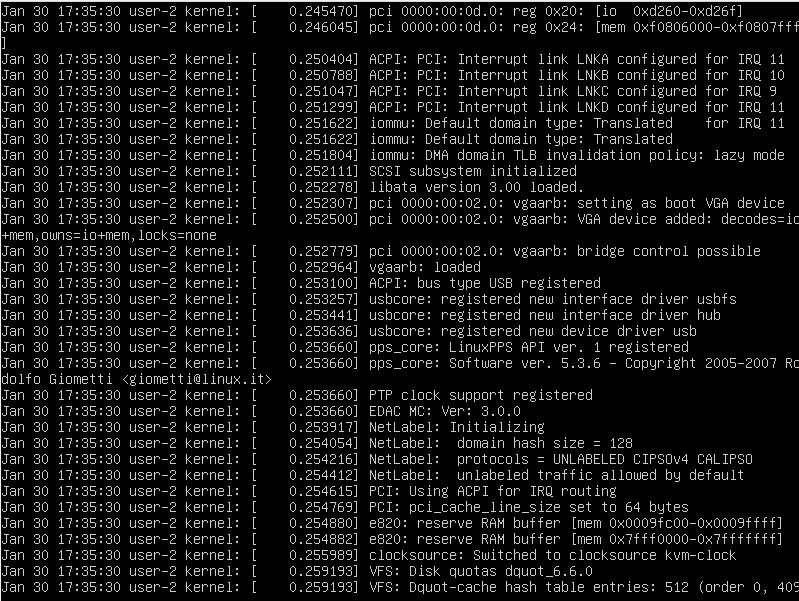 Jan 30 17:35:30 user-2 kernel: [    0.245470] pci 0000:00:0d.0: reg 0x20: [io  0xd260-0xd26f]
Jan 30 17:35:30 user-2 kernel: [    0.246045] pci 0000:00:0d.0: reg 0x24: [mem 0xf0806000-0xf0807fff
]
Jan 30 17:35:30 user-2 kernel: [    0.250404] ACPI: PCI: Interrupt link LNKA configured for IRQ 11
Jan 30 17:35:30 user-2 kernel: [    0.250788] ACPI: PCI: Interrupt link LNKB configured for IRQ 10
Jan 30 17:35:30 user-2 kernel: [    0.251047] ACPI: PCI: Interrupt link LNKC configured for IRQ 9
Jan 30 17:35:30 user-2 kernel: [    0.251299] ACPI: PCI: Interrupt link LNKD configured for IRQ 11
Jan 30 17:35:30 user-2 kernel: [    0.251622] iommu: Default domain type: Translated    for IRQ 11
Jan 30 17:35:30 user-2 kernel: [    0.251622] iommu: Default domain type: Translated
Jan 30 17:35:30 user-2 kernel: [    0.251804] iommu: DMA domain TLB invalidation policy: lazy mode
Jan 30 17:35:30 user-2 kernel: [    0.252111] SCSI subsystem initialized
Jan 30 17:35:30 user-2 kernel: [    0.252278] libata version 3.00 loaded.
Jan 30 17:35:30 user-2 kernel: [    0.252307] pci 0000:00:02.0: vgaarb: setting as boot VGA device
Jan 30 17:35:30 user-2 kernel: [    0.252500] pci 0000:00:02.0: vgaarb: VGA device added: decodes=io
+mem,owns=io+mem,locks=none
Jan 30 17:35:30 user-2 kernel: [    0.252779] pci 0000:00:02.0: vgaarb: bridge control possible
Jan 30 17:35:30 user-2 kernel: [    0.252964] vgaarb: loaded
Jan 30 17:35:30 user-2 kernel: [    0.253100] ACPI: bus type USB registered
Jan 30 17:35:30 user-2 kernel: [    0.253257] usbcore: registered new interface driver usbfs
Jan 30 17:35:30 user-2 kernel: [    0.253441] usbcore: registered new interface driver hub
Jan 30 17:35:30 user-2 kernel: [    0.253636] usbcore: registered new device driver usb
Jan 30 17:35:30 user-2 kernel: [    0.253660] pps_core: LinuxPPS API ver. 1 registered
Jan 30 17:35:30 user-2 kernel: [    0.253660] pps_core: Software ver. 5.3.6 - Copyright 2005-2007 Ro
dolfo Giometti <giometti@linux.it>
Jan 30 17:35:30 user-2 kernel: [    0.253660] PTP clock support registered
Jan 30 17:35:30 user-2 kernel: [    0.253660] EDAC MC: Ver: 3.0.0
Jan 30 17:35:30 user-2 kernel: [    0.253917] NetLabel: Initializing
Jan 30 17:35:30 user-2 kernel: [    0.254054] NetLabel:  domain hash size = 128
Jan 30 17:35:30 user-2 kernel: [    0.254216] NetLabel:  protocols = UNLABELED CIPSOv4 CALIPSO
Jan 30 17:35:30 user-2 kernel: [    0.254412] NetLabel:  unlabeled traffic allowed by default
Jan 30 17:35:30 user-2 kernel: [    0.254615] PCI: Using ACPI for IRQ routing
Jan 30 17:35:30 user-2 kernel: [    0.254769] PCI: pci_cache_line_size set to 64 bytes
Jan 30 17:35:30 user-2 kernel: [    0.254880] e820: reserve RAM buffer [mem 0x0009fc00-0x0009ffff]
Jan 30 17:35:30 user-2 kernel: [    0.254882] e820: reserve RAM buffer [mem 0x7fff0000-0x7fffffff]
Jan 30 17:35:30 user-2 kernel: [    0.255989] clocksource: Switched to clocksource kvm-clock
Jan 30 17:35:30 user-2 kernel: [    0.259193] VFS: Disk quotas dquot_6.6.0
Jan 30 17:35:30 user-2 kernel: [    0.259193] VFS: Dquot-cache hash table entries: 512 (order 0, 409